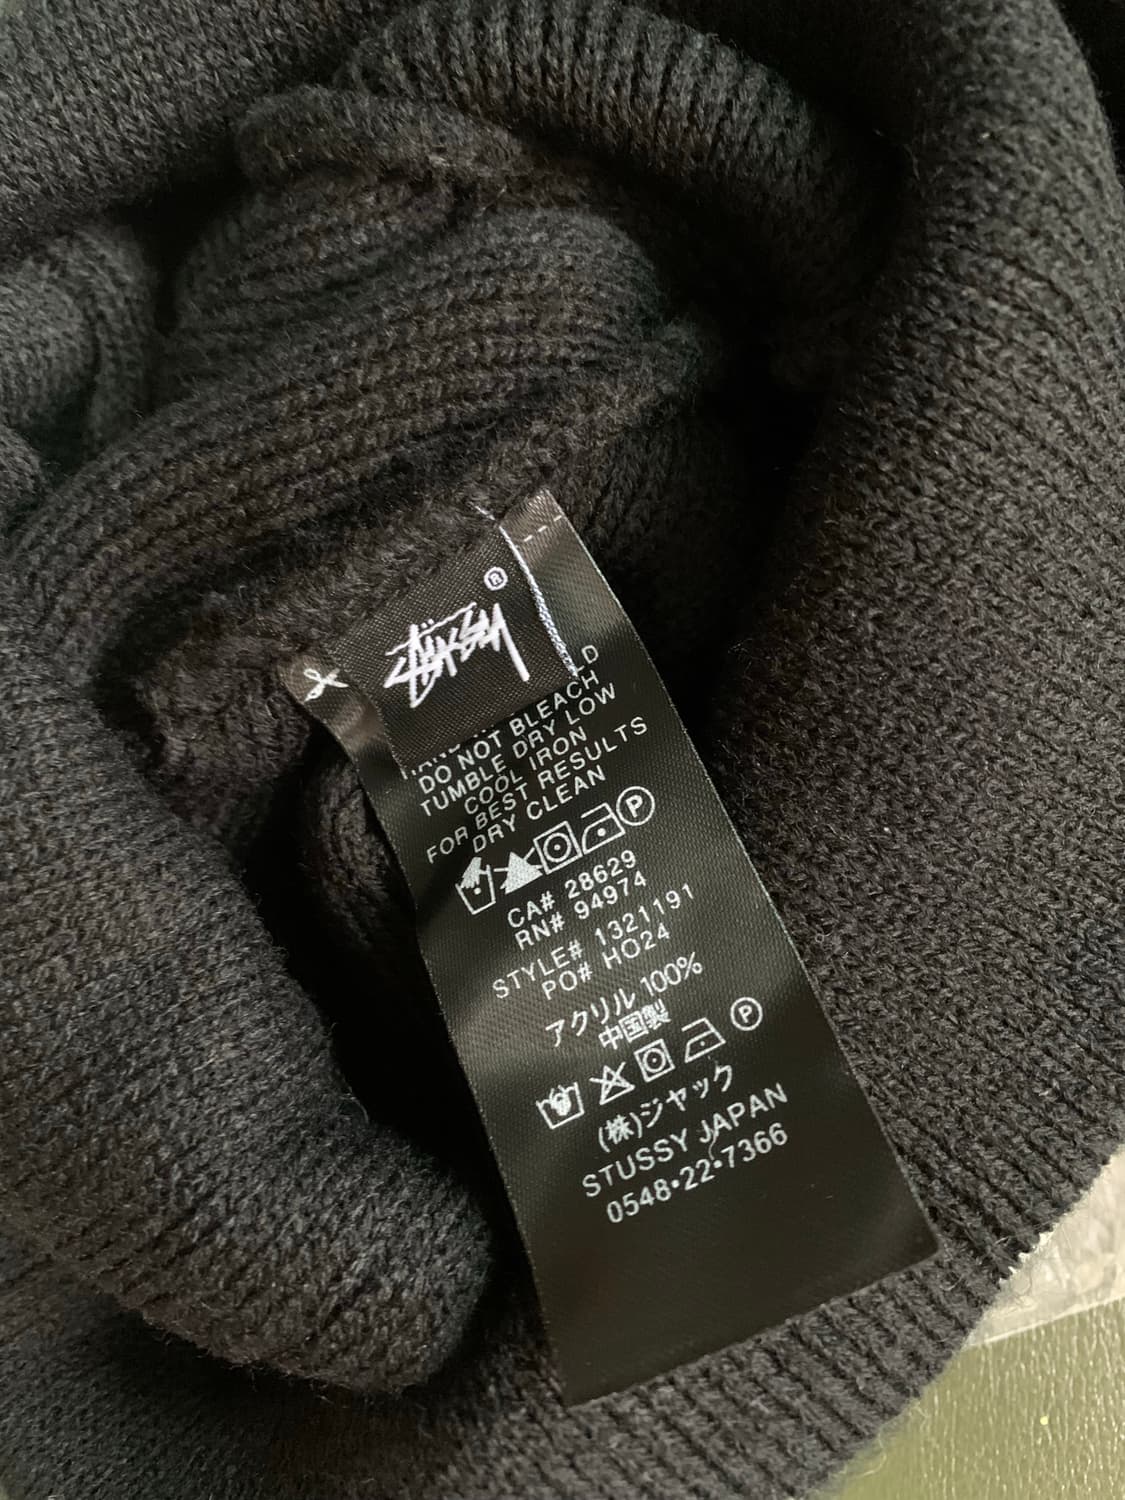 STÜSSY ®
DO NOT BLEACH
TUMBLE DRY LOW
COOL IRON
FOR BEST RESULTS
DRY CLEAN
P
CA# 28629
RN# 94974
STYLE# 1321191
PO# HO24
アクリル 100%
中国製
P
(株)ジャック
STUSSY JAPAN
0548•22•7366